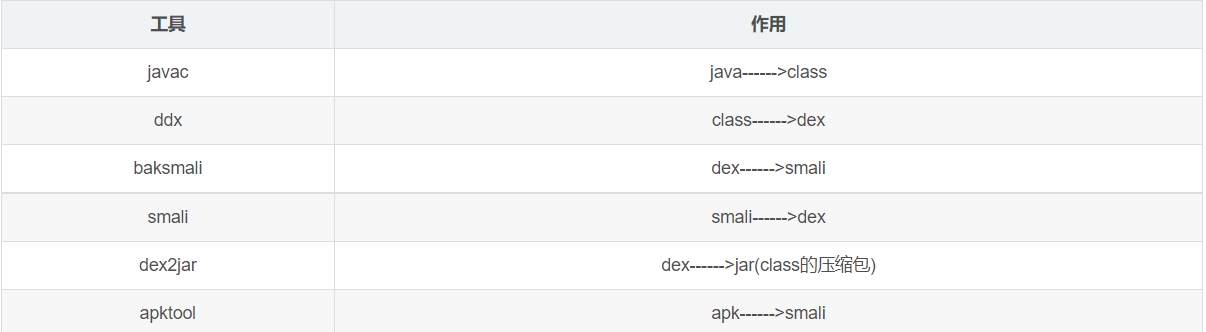 工具 作用
javac java------>class
ddx class------>dex
baksmali dex------>smali
smali smali------>dex
dex2jar dex------>jar(class的压缩包)
apktool apk------>smali